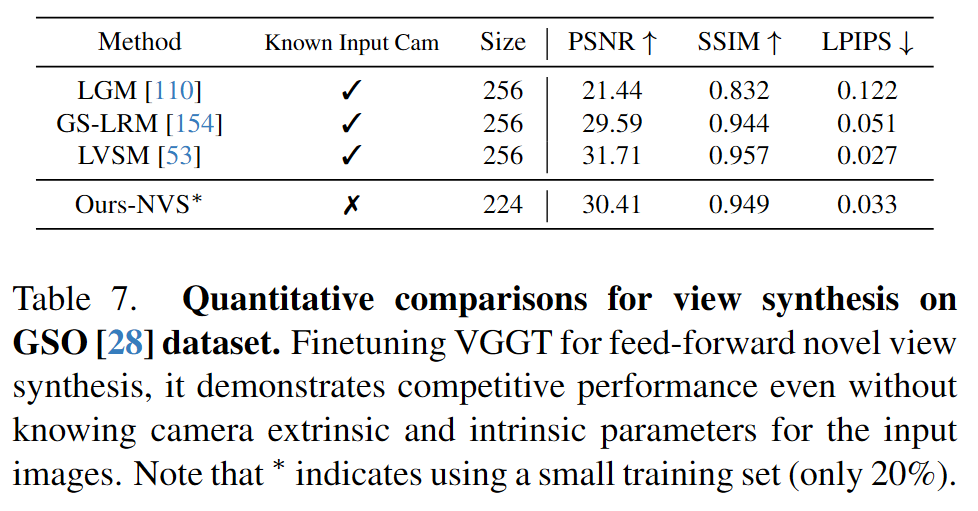 Method Known Input Cam Size PSNR ↑ SSIM ↑ LPIPS ↓
LGM [110] ✓ 256 21.44 0.832 0.122
GS-LRM [154] ✓ 256 29.59 0.944 0.051
LVSM [53] ✓ 256 31.71 0.957 0.027
Ours-NVS* ✗ 224 30.41 0.949 0.033
Table 7. Quantitative comparisons for view synthesis on
GSO [28] dataset. Finetuning VGGT for feed-forward novel view
synthesis, it demonstrates competitive performance even without
knowing camera extrinsic and intrinsic parameters for the input
images. Note that * indicates using a small training set (only 20%).